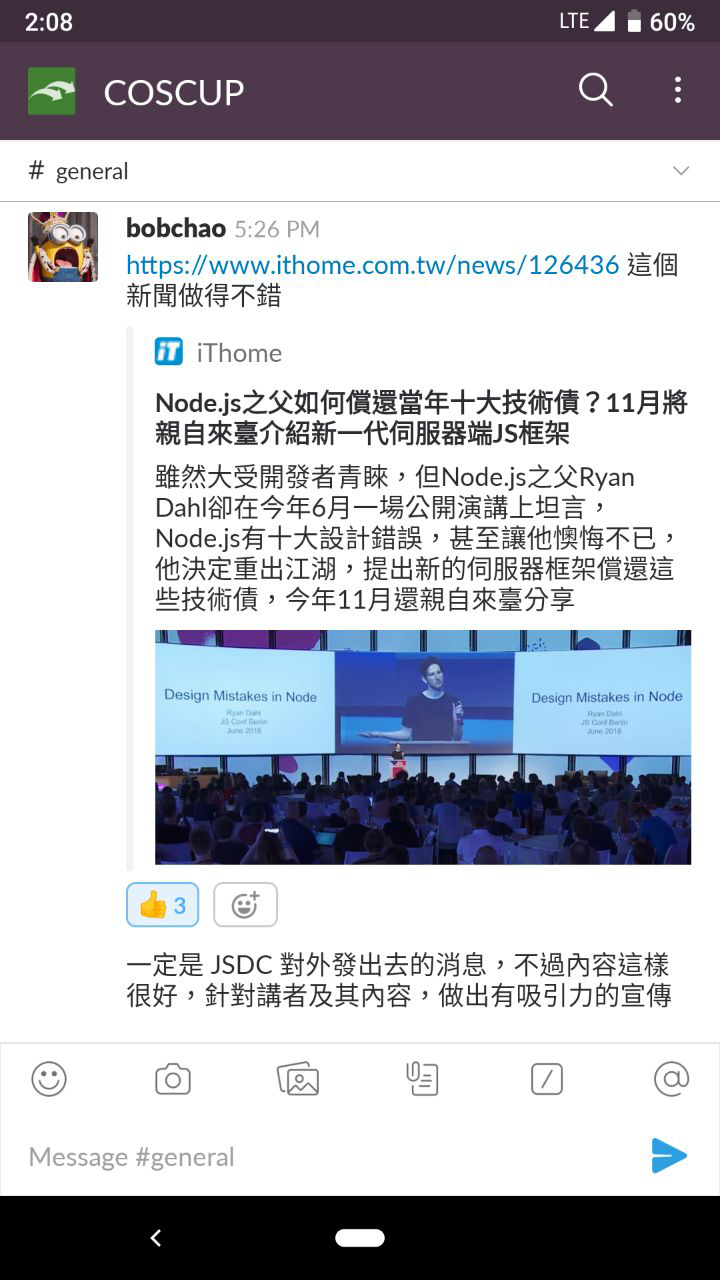 2:08 LTE 60%
COSCUP
# general
bobchao 5:26 PM
https://www.ithome.com.tw/news/126436 這個
新聞做得不錯
iT iThome
Node.js之父如何償還當年十大技術債？11月將
親自來臺介紹新一代伺服器端JS框架
雖然大受開發者青睞，但Node.js之父Ryan
Dahl卻在今年6月一場公開演講上坦言，
Node.js有十大設計錯誤，甚至讓他懊悔不已，
他決定重出江湖，提出新的伺服器框架償還這
些技術債，今年11月還親自來臺分享
Design Mistakes in Node
Ryan Dahl
JS Conf Berlin
June 2018
Design Mistakes in Node
Ryan Dahl
JS Conf Berlin
June 2018
3
一定是 JSDC 對外發出去的消息，不過內容這樣
很好，針對講者及其內容，做出有吸引力的宣傳
Message #general